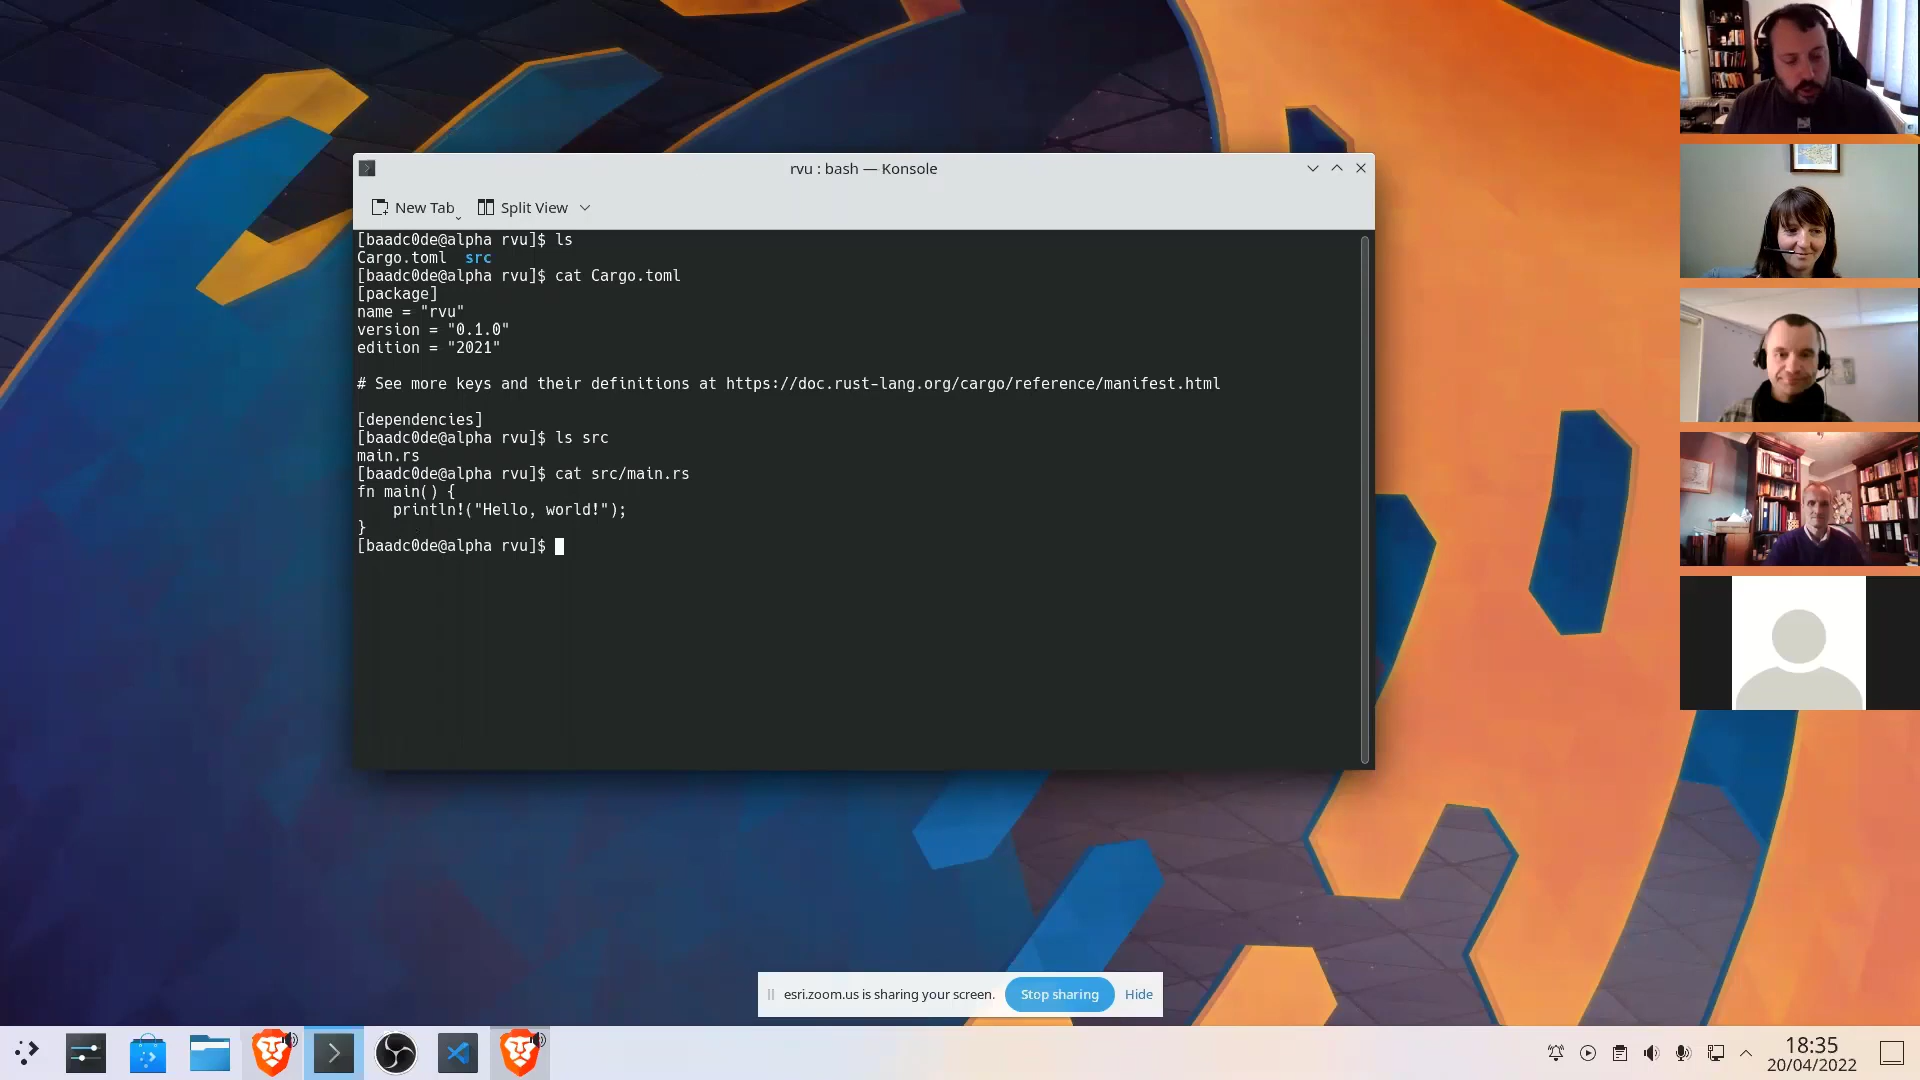 rvu : bash — Konsole
New Tab
Split View
[baadc0de@alpha rvu]$ ls
Cargo.toml  src
[baadc0de@alpha rvu]$ cat Cargo.toml
[package]
name = "rvu"
version = "0.1.0"
edition = "2021"
# See more keys and their definitions at https://doc.rust-lang.org/cargo/reference/manifest.html
[dependencies]
[baadc0de@alpha rvu]$ ls src
main.rs
[baadc0de@alpha rvu]$ cat src/main.rs
fn main() {
    println!("Hello, world!");
}
[baadc0de@alpha rvu]$
esri.zoom.us is sharing your screen.
Stop sharing
Hide
18:35
20/04/2022